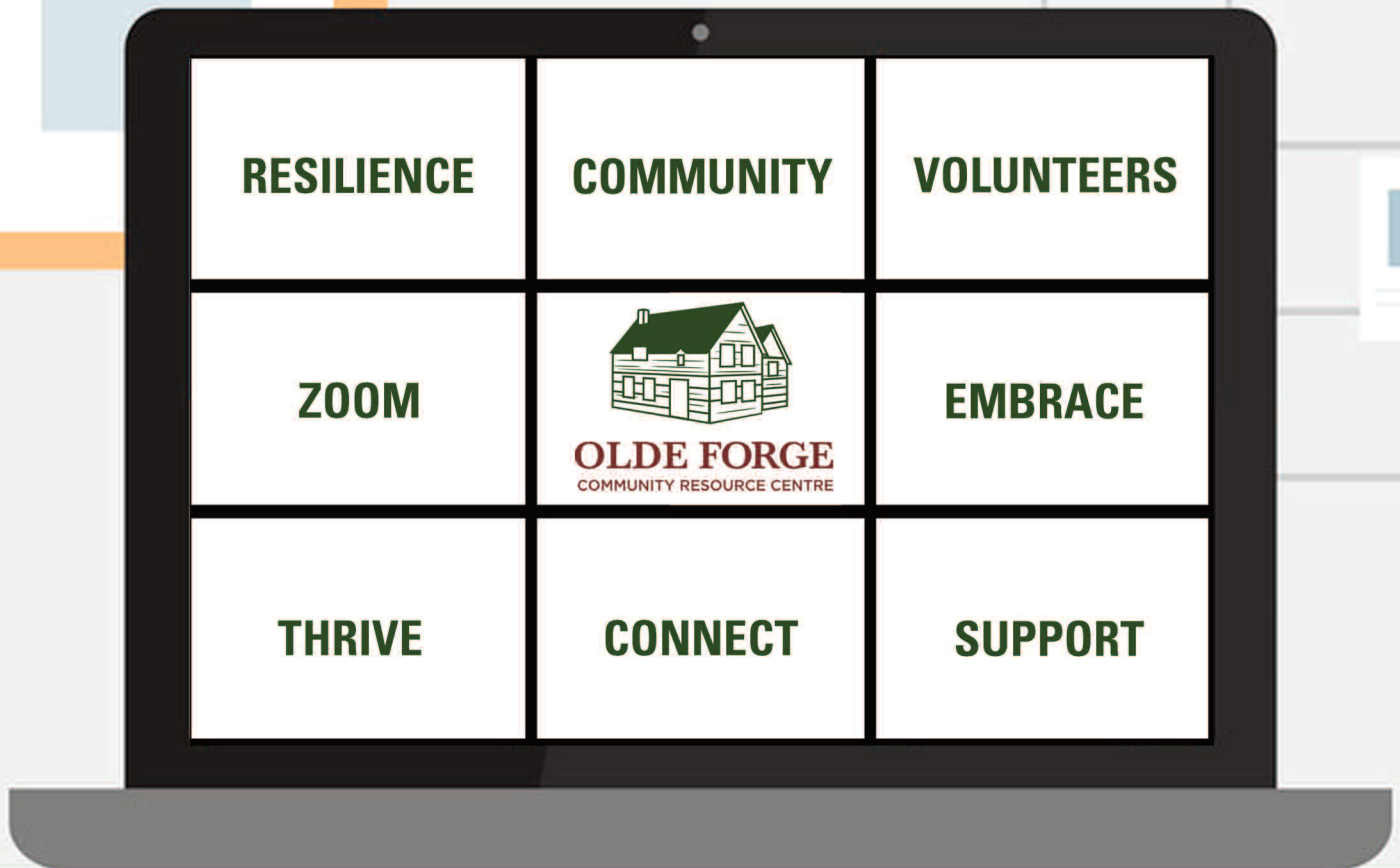 RESILIENCE
COMMUNITY
VOLUNTEERS
ZOOM
OLDE FORGE
COMMUNITY RESOURCE CENTRE
EMBRACE
THRIVE
CONNECT
SUPPORT